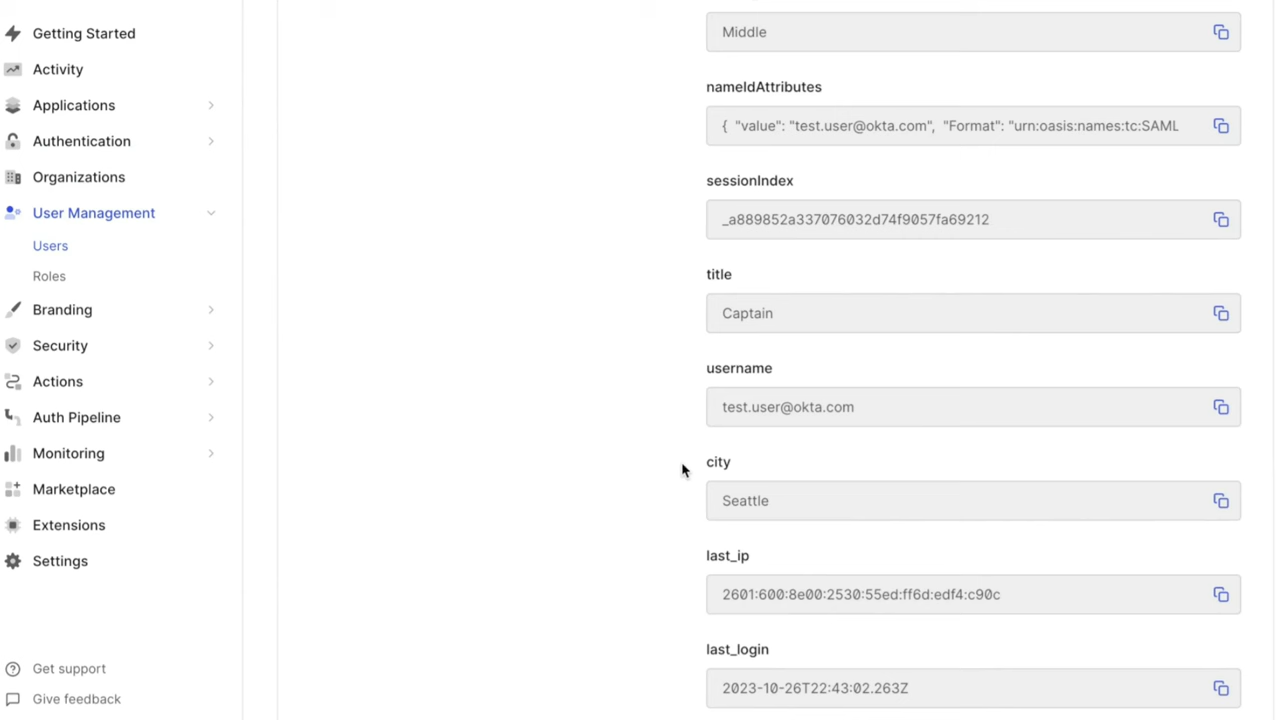 Getting Started
Activity
Applications
Authentication
Organizations
User Management
Users
Roles
Branding
Security
Actions
Auth Pipeline
Monitoring
Marketplace
Extensions
Settings
Get support
Give feedback
Middle
nameIdAttributes
{ "value": "test.user@okta.com", "Format": "urn:oasis:names:tc:SAML
sessionIndex
_a889852a337076032d74f9057fa69212
title
Captain
username
test.user@okta.com
city
Seattle
last_ip
2601:600:8e00:2530:55ed:ff6d:edf4:c90c
last_login
2023-10-26T22:43:02.263Z